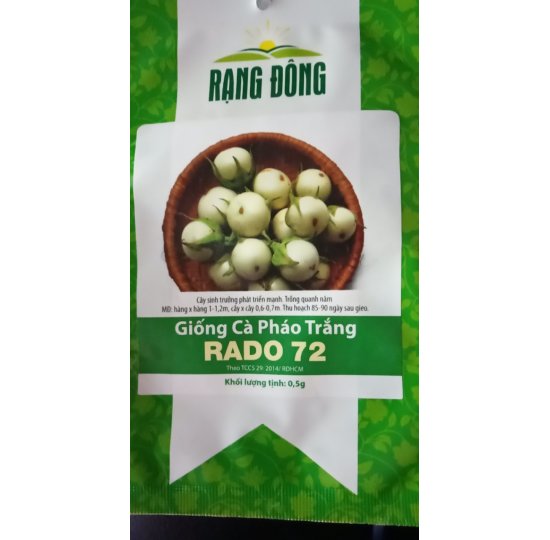 RẠNG ĐÔNG
Cây sinh trưởng phát triển mạnh. Trồng quanh năm
MĐ: hàng x hàng 1-1,2m, cây x cây 0,6-0,7m. Thu hoạch 85-90 ngày sau gieo.
Giống Cà Pháo Trắng
RADO 72
Theo TCCS 29: 2014/ RĐHCM
Khối lượng tịnh: 0,5g